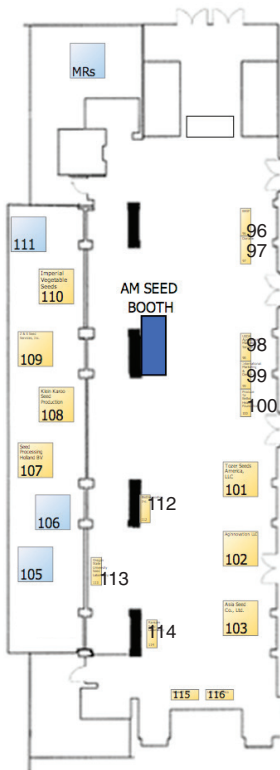 MRs
96
97
111
Imperial
Vegetable
Seeds
110
AM SEED
BOOTH
109
98
99
100
Klein Karoo
Seed
Production
108
Seed
Processing
Holland BV
107
Tozer Seeds
America,
LLC
101
112
106
Aginnovation LLC
102
105
113
Asia Seed
Co., Ltd.
103
114
115
116